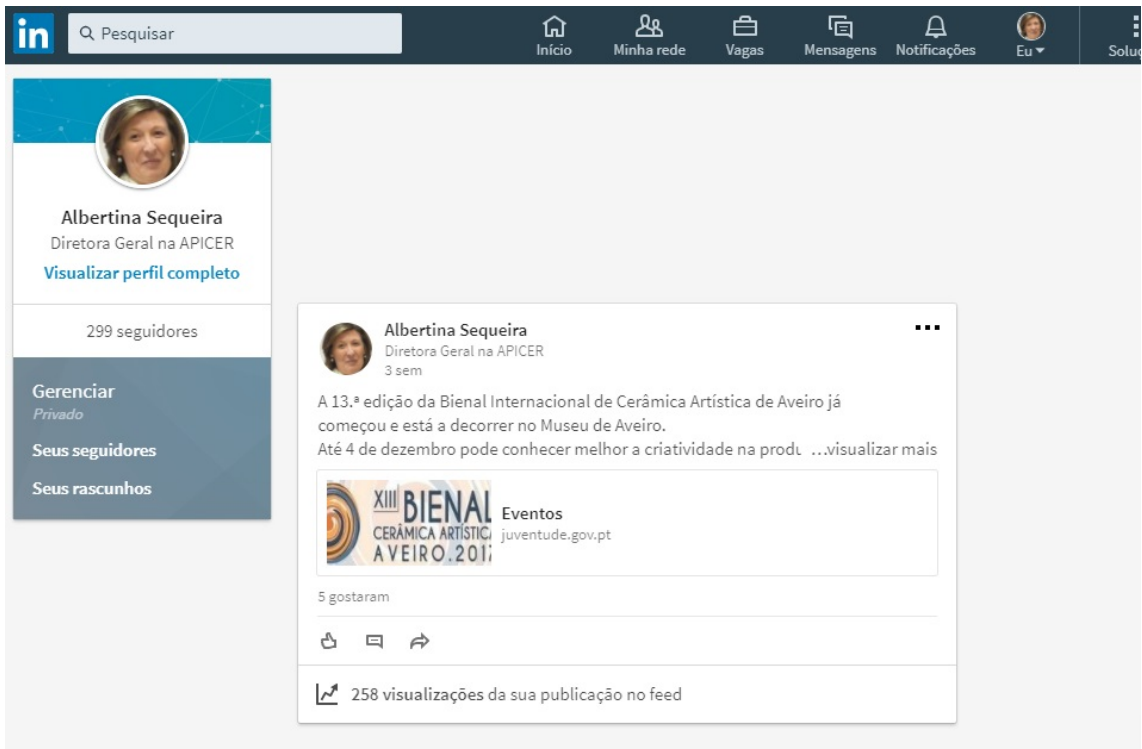 in
Pesquisar
Início
Minha rede
Vagas
Mensagens
Notificações
Eu
Albertina Sequeira
Diretora Geral na APICER
Visualizar perfil completo
299 seguidores
Gerenciar
Privado
Seus seguidores
Seus rascunhos
Albertina Sequeira
Diretora Geral na APICER
3 sem
A 13.ª edição da Bienal Internacional de Cerâmica Artística de Aveiro já
começou e está a decorrer no Museu de Aveiro.
Até 4 de dezembro pode conhecer melhor a criatividade na prod ...visualizar mais
XIII BIENAL
CERÂMICA ARTÍSTIC
AVEIRO.2017
Eventos
juventude.gov.pt
5 gostaram
258 visualizações da sua publicação no feed